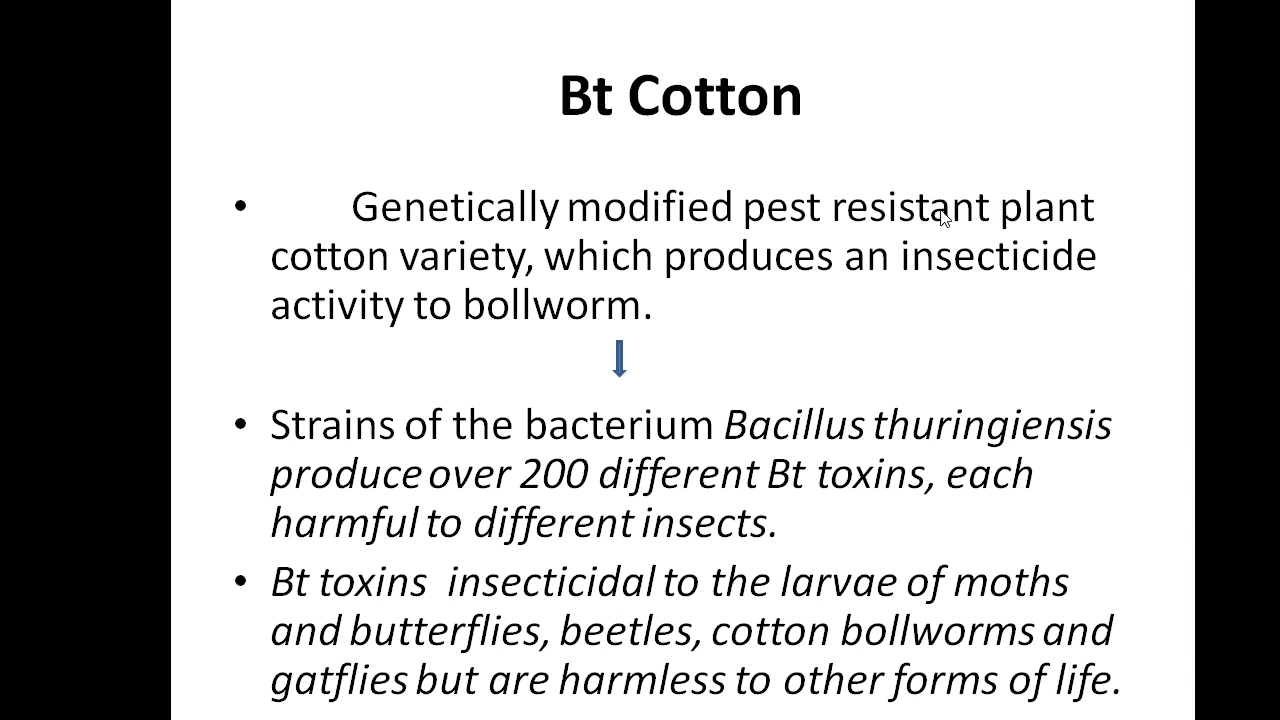 Bt Cotton
• Genetically modified pest resistant plant
cotton variety, which produces an insecticide
activity to bollworm.
• Strains of the bacterium Bacillus thuringiensis
produce over 200 different Bt toxins, each
harmful to different insects.
• Bt toxins insecticidal to the larvae of moths
and butterflies, beetles, cotton bollworms and
gatflies but are harmless to other forms of life.